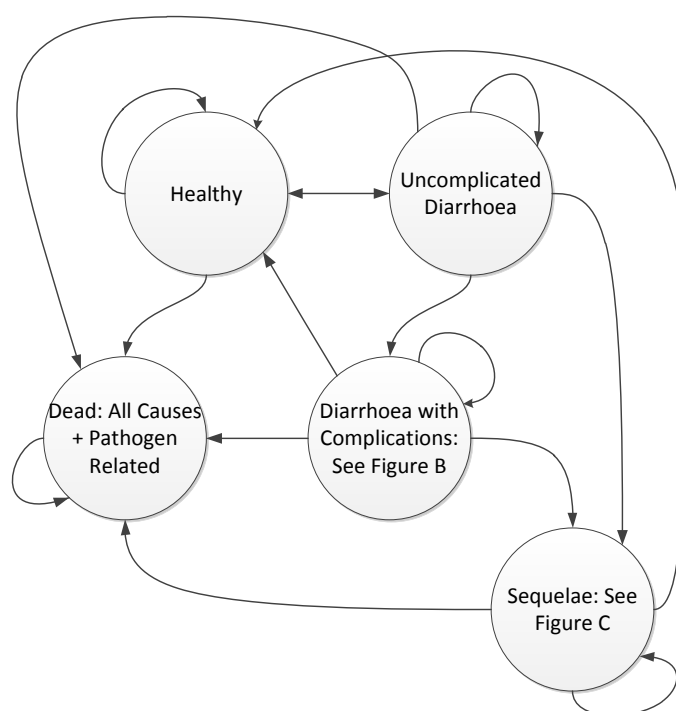 Healthy
Uncomplicated
Diarrhoea
Dead: All Causes
+ Pathogen
Related
Diarrhoea with
Complications:
See Figure B
Sequelae: See
Figure C